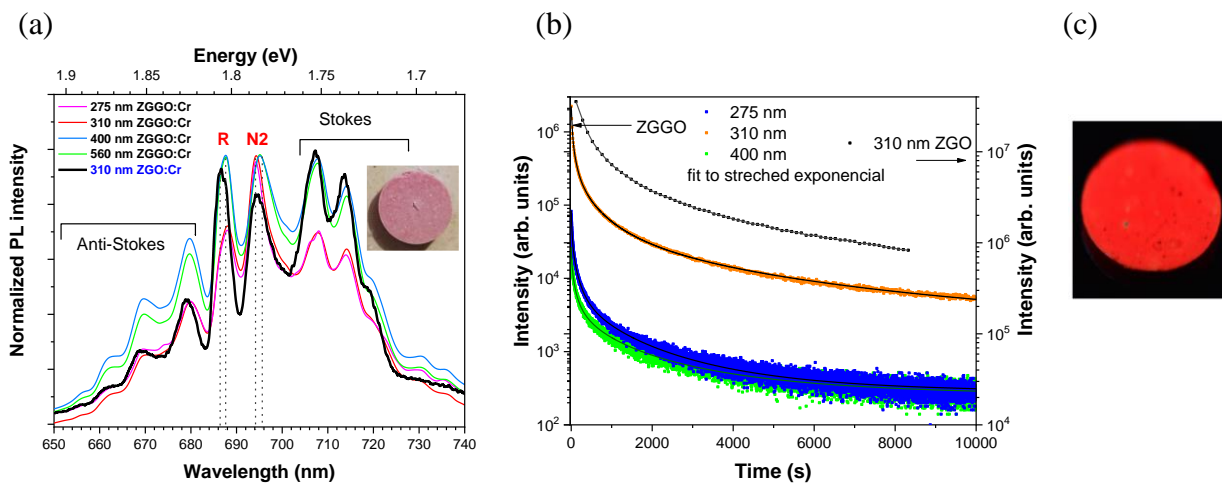 (a)
Energy (eV)
1.9 1.85 1.8 1.75 1.7
275 nm ZGGO:Cr
310 nm ZGGO:Cr
400 nm ZGGO:Cr
560 nm ZGGO:Cr
310 nm ZGO:Cr
R N2
Stokes
Anti-Stokes
Normalized PL intensity
650 660 670 680 690 700 710 720 730 740
Wavelength (nm)
(b)
ZGGO
275 nm
310 nm
400 nm
fit to streched exponencial
310 nm ZGO
Intensity (arb. units)
10^6
10^5
10^4
10^3
10^2
Intensity (arb. units)
10^7
10^6
10^5
10^4
0 2000 4000 6000 8000 10000
Time (s)
(c)